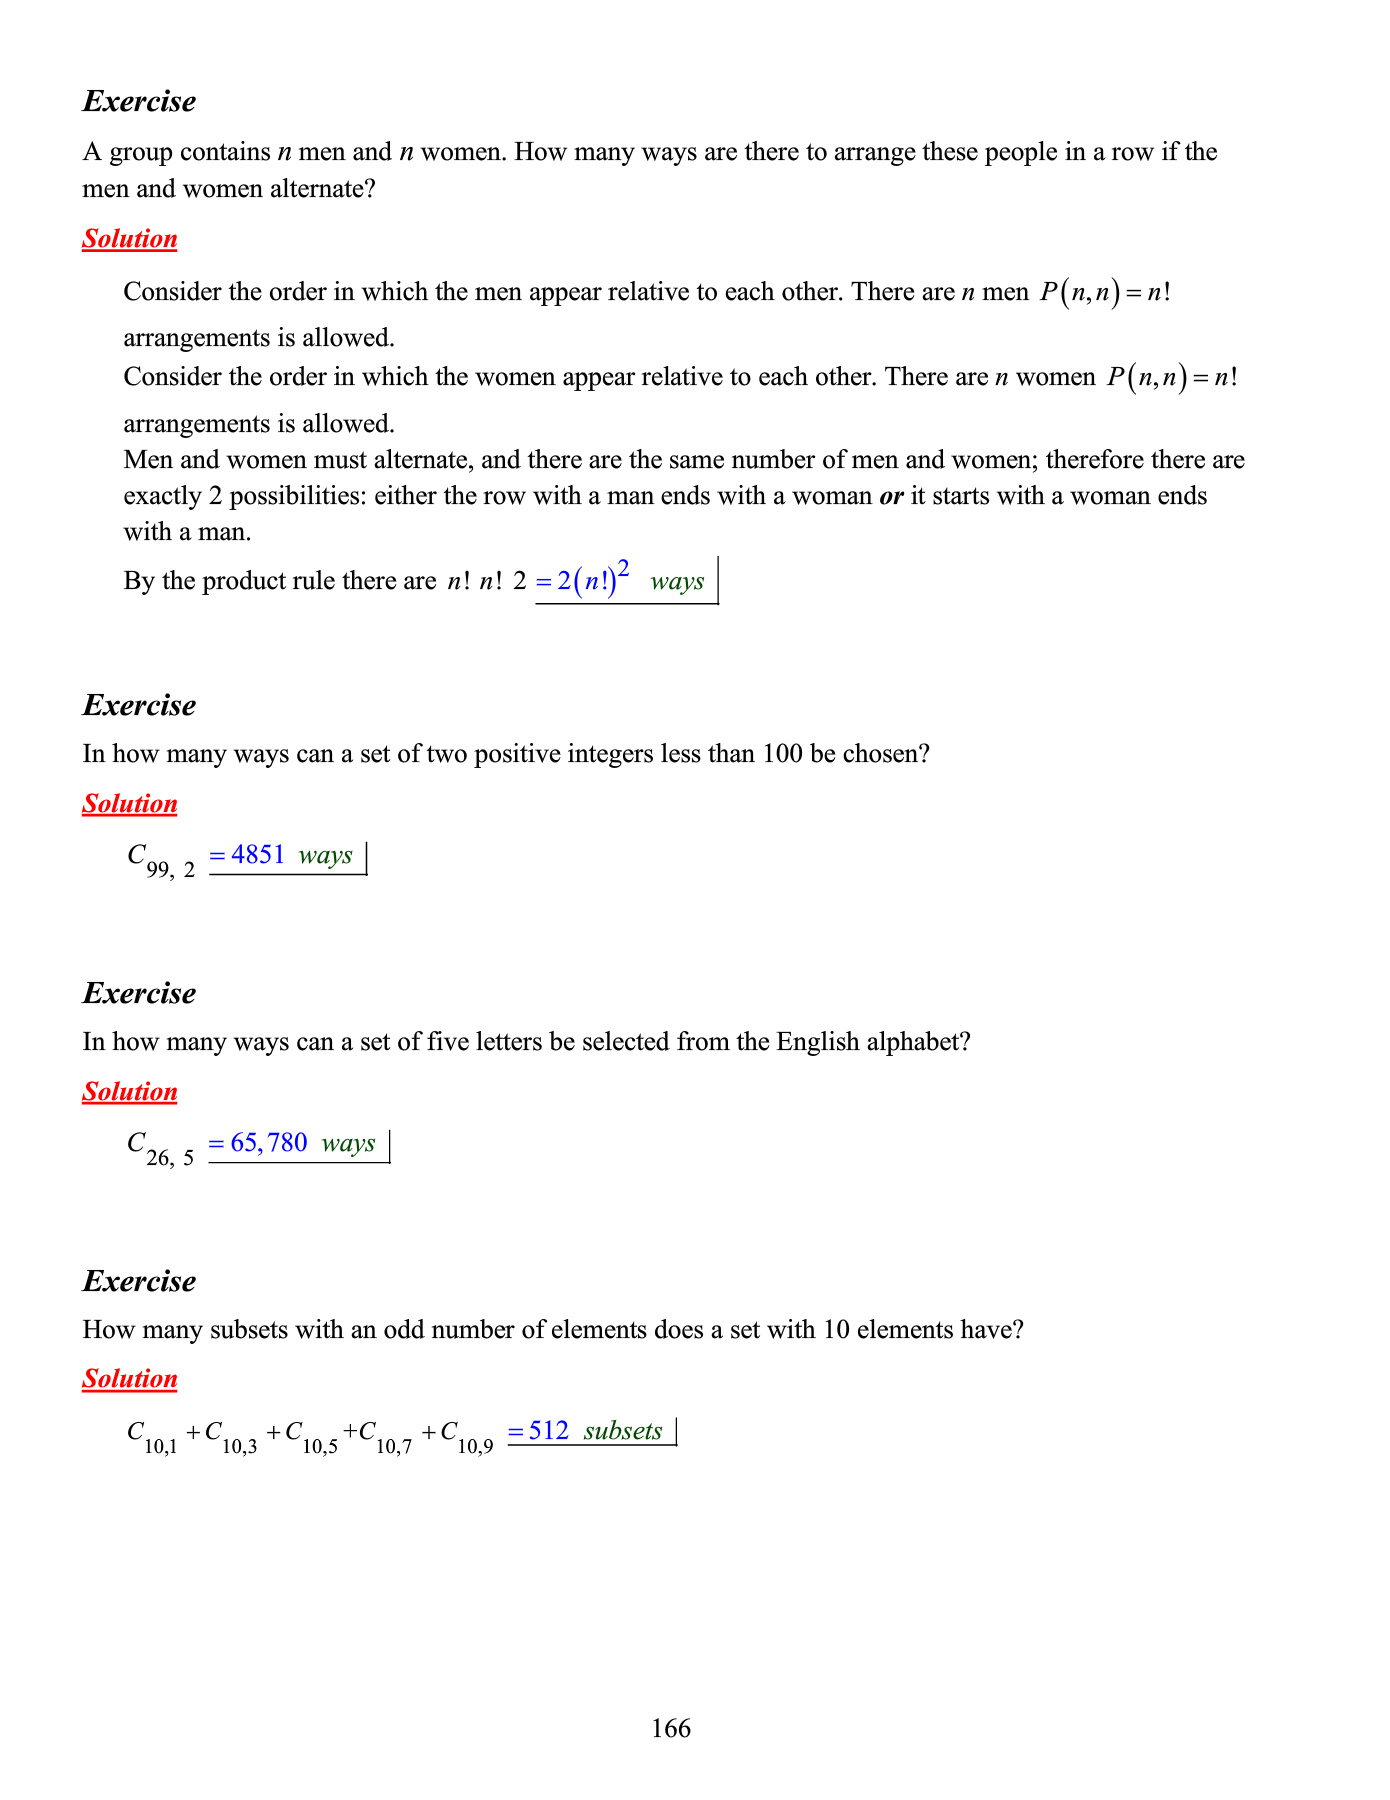 Exercise
A group contains n men and n women. How many ways are there to arrange these people in a row if the
men and women alternate?
Solution
Consider the order in which the men appear relative to each other. There are n men P(n,n) = n!
arrangements is allowed.
Consider the order in which the women appear relative to each other. There are n women P(n,n) = n!
arrangements is allowed.
Men and women must alternate, and there are the same number of men and women; therefore there are
exactly 2 possibilities: either the row with a man ends with a woman or it starts with a woman ends
with a man.
By the product rule there are n! n! 2 = 2(n!)^2 ways
Exercise
In how many ways can a set of two positive integers less than 100 be chosen?
Solution
C_{99, 2} = 4851 ways
Exercise
In how many ways can a set of five letters be selected from the English alphabet?
Solution
C_{26, 5} = 65,780 ways
Exercise
How many subsets with an odd number of elements does a set with 10 elements have?
Solution
C_{10,1} + C_{10,3} + C_{10,5} + C_{10,7} + C_{10,9} = 512 subsets
166